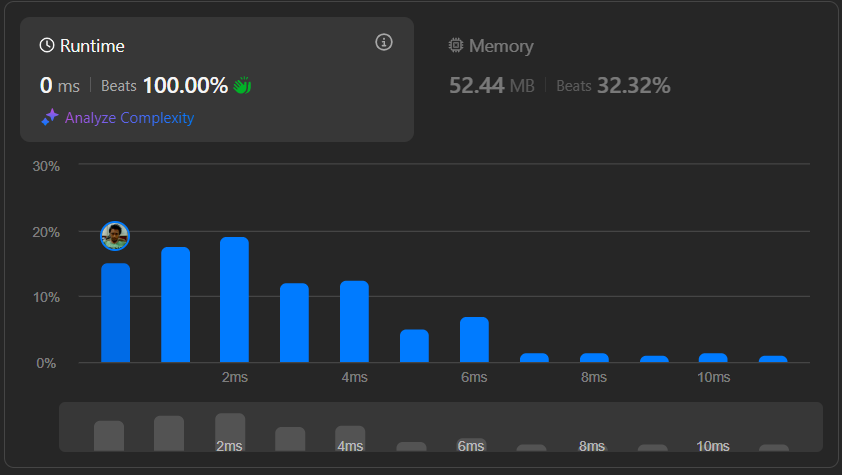 Runtime
0 ms | Beats 100.00%
Analyze Complexity
Memory
52.44 MB | Beats 32.32%
30%
20%
10%
0%
2ms 4ms 6ms 8ms 10ms
2ms 4ms 6ms 8ms 10ms